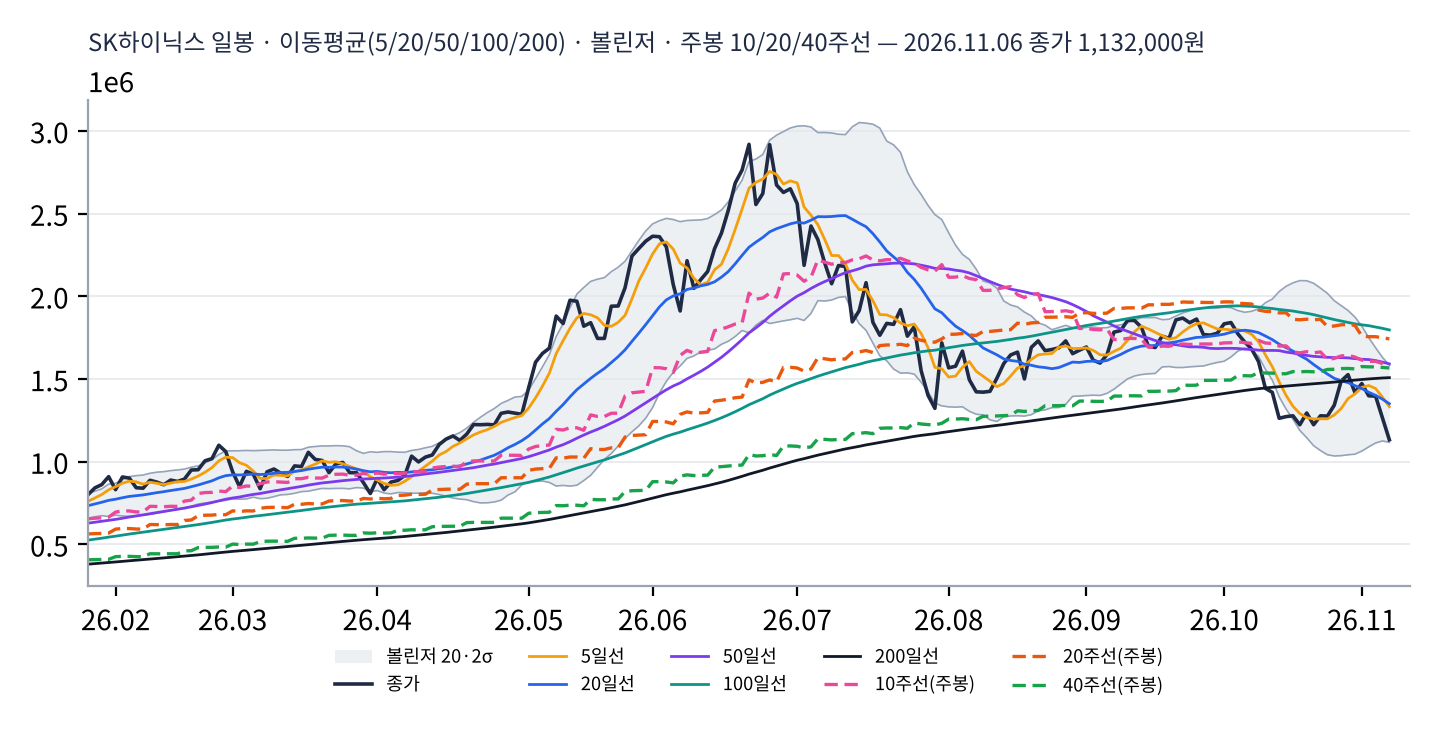 SK하이닉스 일봉 · 이동평균(5/20/50/100/200) · 볼린저 · 주봉 10/20/40주선 — 2026.11.06 종가 1,132,000원
1e6
3.0
2.5
2.0
1.5
1.0
0.5
26.02 26.03 26.04 26.05 26.06 26.07 26.08 26.09 26.10 26.11
볼린저 20·2σ 5일선 50일선 200일선 20주선(주봉)
종가 20일선 100일선 10주선(주봉) 40주선(주봉)